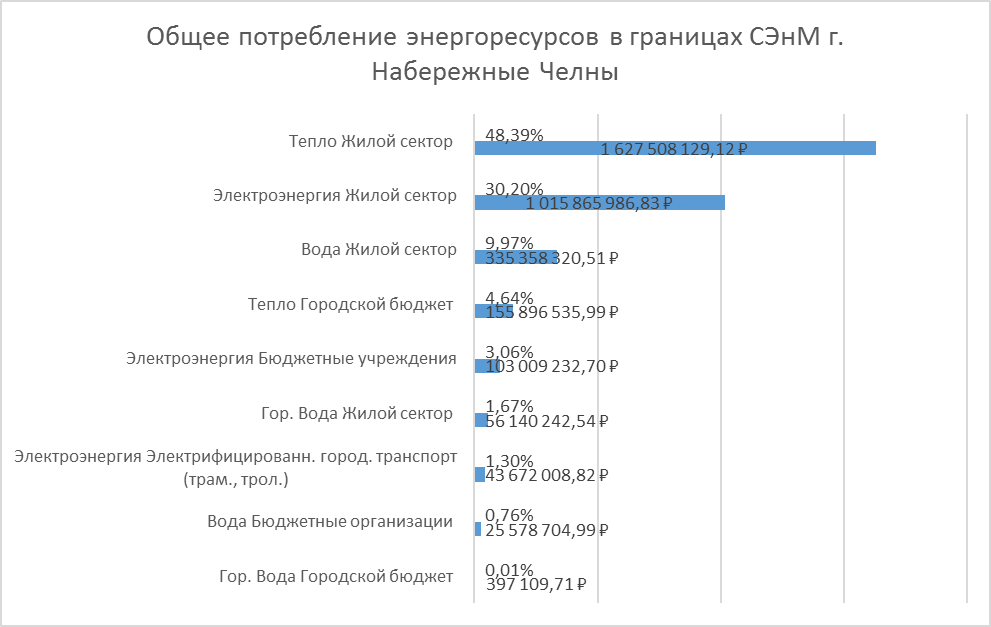 Общее потребление энергоресурсов в границах СЭнМ г.
Набережные Челны
Тепло Жилой сектор
48,39%
1 627 508 129,12 ₽
Электроэнергия Жилой сектор
30,20%
1 015 865 986,83 ₽
Вода Жилой сектор
9,97%
335 358 320,51 ₽
Тепло Городской бюджет
4,64%
155 896 535,99 ₽
Электроэнергия Бюджетные учреждения
3,06%
103 009 232,70 ₽
Гор. Вода Жилой сектор
1,67%
56 140 242,54 ₽
Электроэнергия Электрифицированн. город. транспорт
(трам., трол.)
1,30%
43 672 008,82 ₽
Вода Бюджетные организации
0,76%
25 578 704,99 ₽
Гор. Вода Городской бюджет
0,01%
397 109,71 ₽